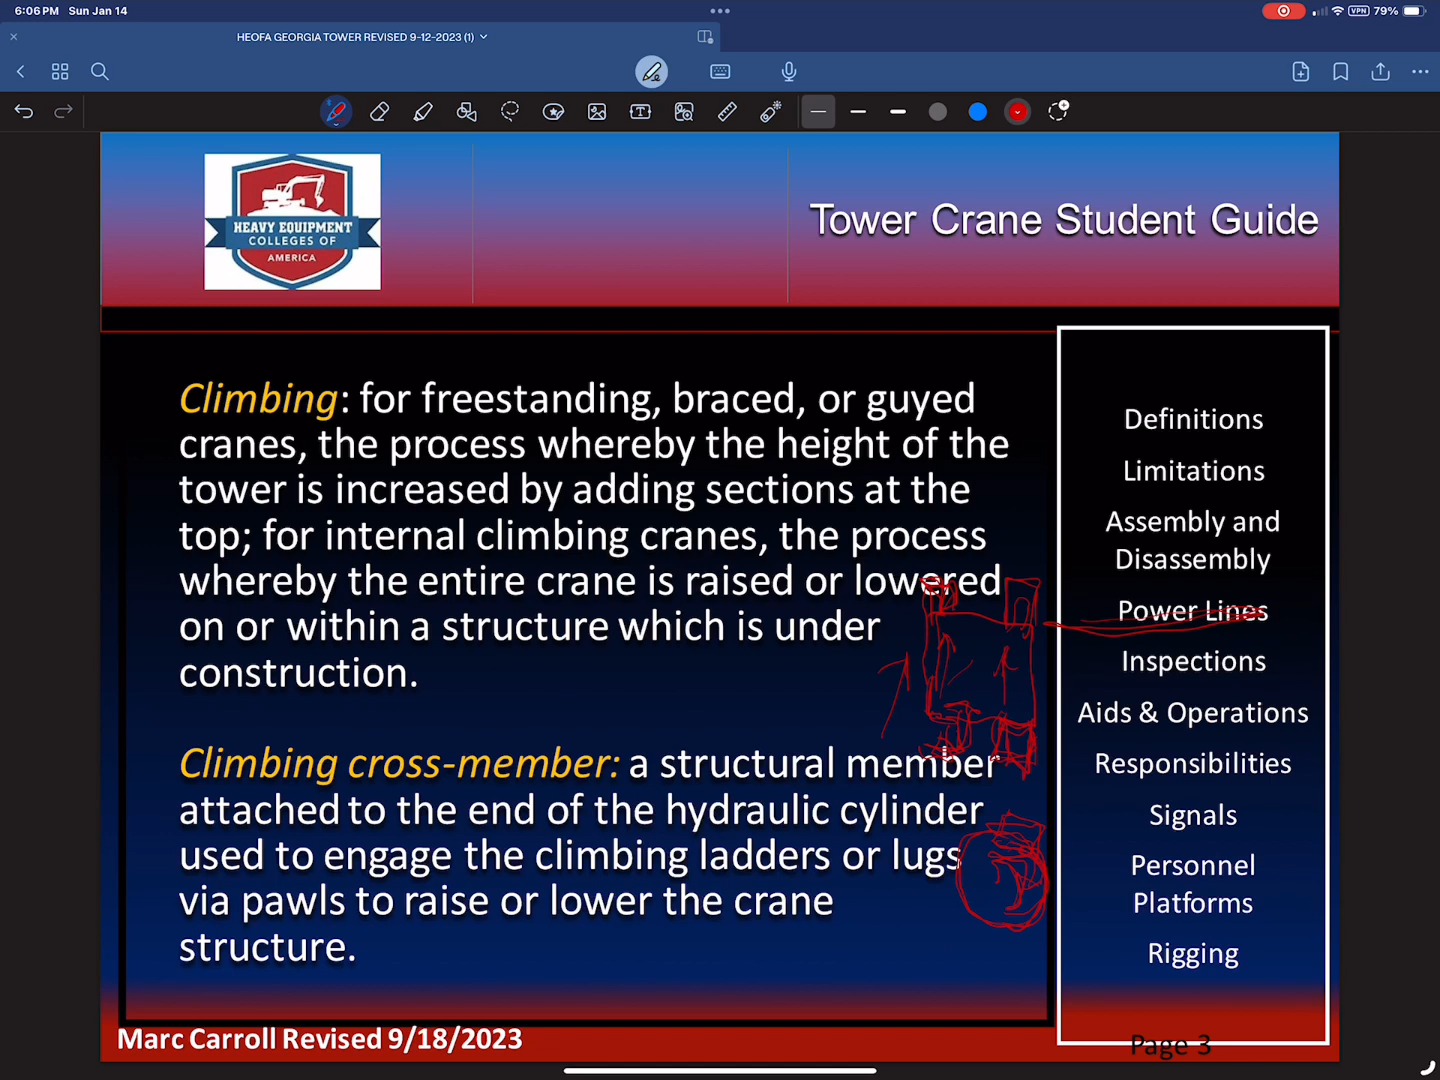 6:06 PM Sun Jan 14
VPN 79%
HEOFA GEORGIA TOWER REVISED 9-12-2023 (1)
HEAVY EQUIPMENT
COLLEGES OF
AMERICA
Tower Crane Student Guide
Climbing: for freestanding, braced, or guyed
cranes, the process whereby the height of the
tower is increased by adding sections at the
top; for internal climbing cranes, the process
whereby the entire crane is raised or lowered
on or within a structure which is under
construction.
Climbing cross-member: a structural member
attached to the end of the hydraulic cylinder
used to engage the climbing ladders or lugs
via pawls to raise or lower the crane
structure.
Definitions
Limitations
Assembly and
Disassembly
Power Lines
Inspections
Aids & Operations
Responsibilities
Signals
Personnel
Platforms
Rigging
Marc Carroll Revised 9/18/2023
Page 3